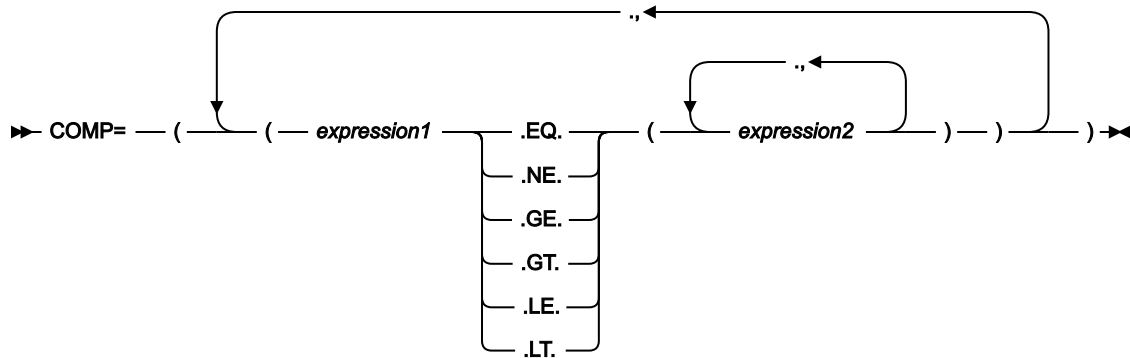 .,
.,
COMP= ( ( expression1 .EQ. ( expression2 ) ) )
.NE.
.GE.
.GT.
.LE.
.LT.